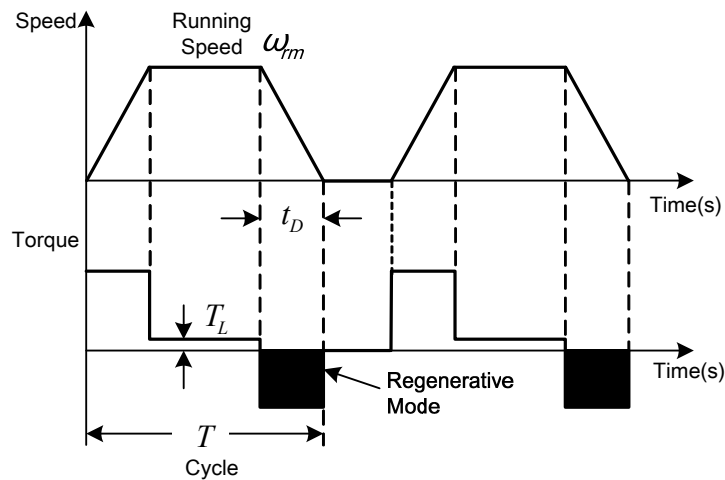 Speed
Running
Speed ω_rm
Time(s)
t_D
Torque
T_L
Time(s)
Regenerative
Mode
T
Cycle